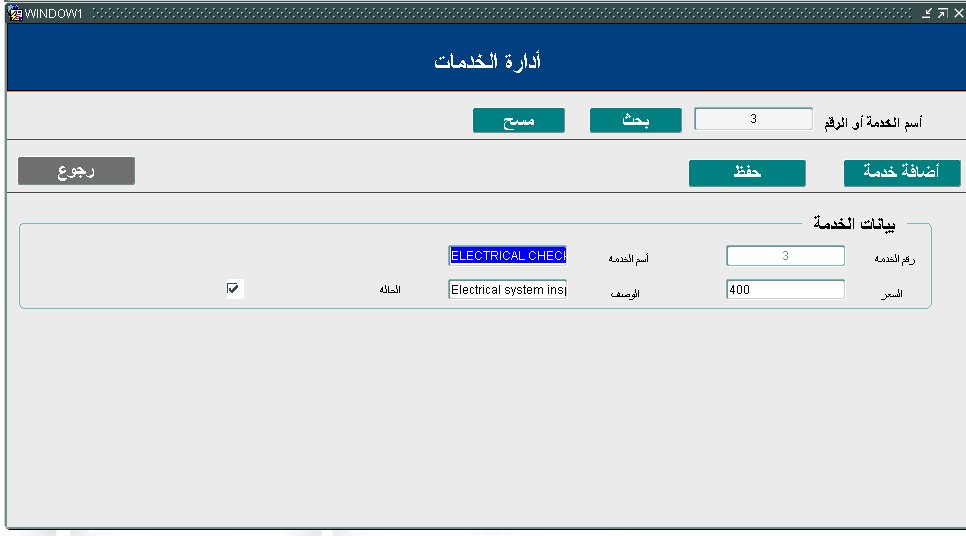 WINDOW1
أدارة الخدمات
أسم الخدمة أو الرقم 3 بحث مسح
أضافة خدمة حفظ رجوع
بيانات الخدمة
رقم الخدمه 3 أسم الخدمه ELECTRICAL CHECK
السعر 400 الوصف Electrical system insp الحاله